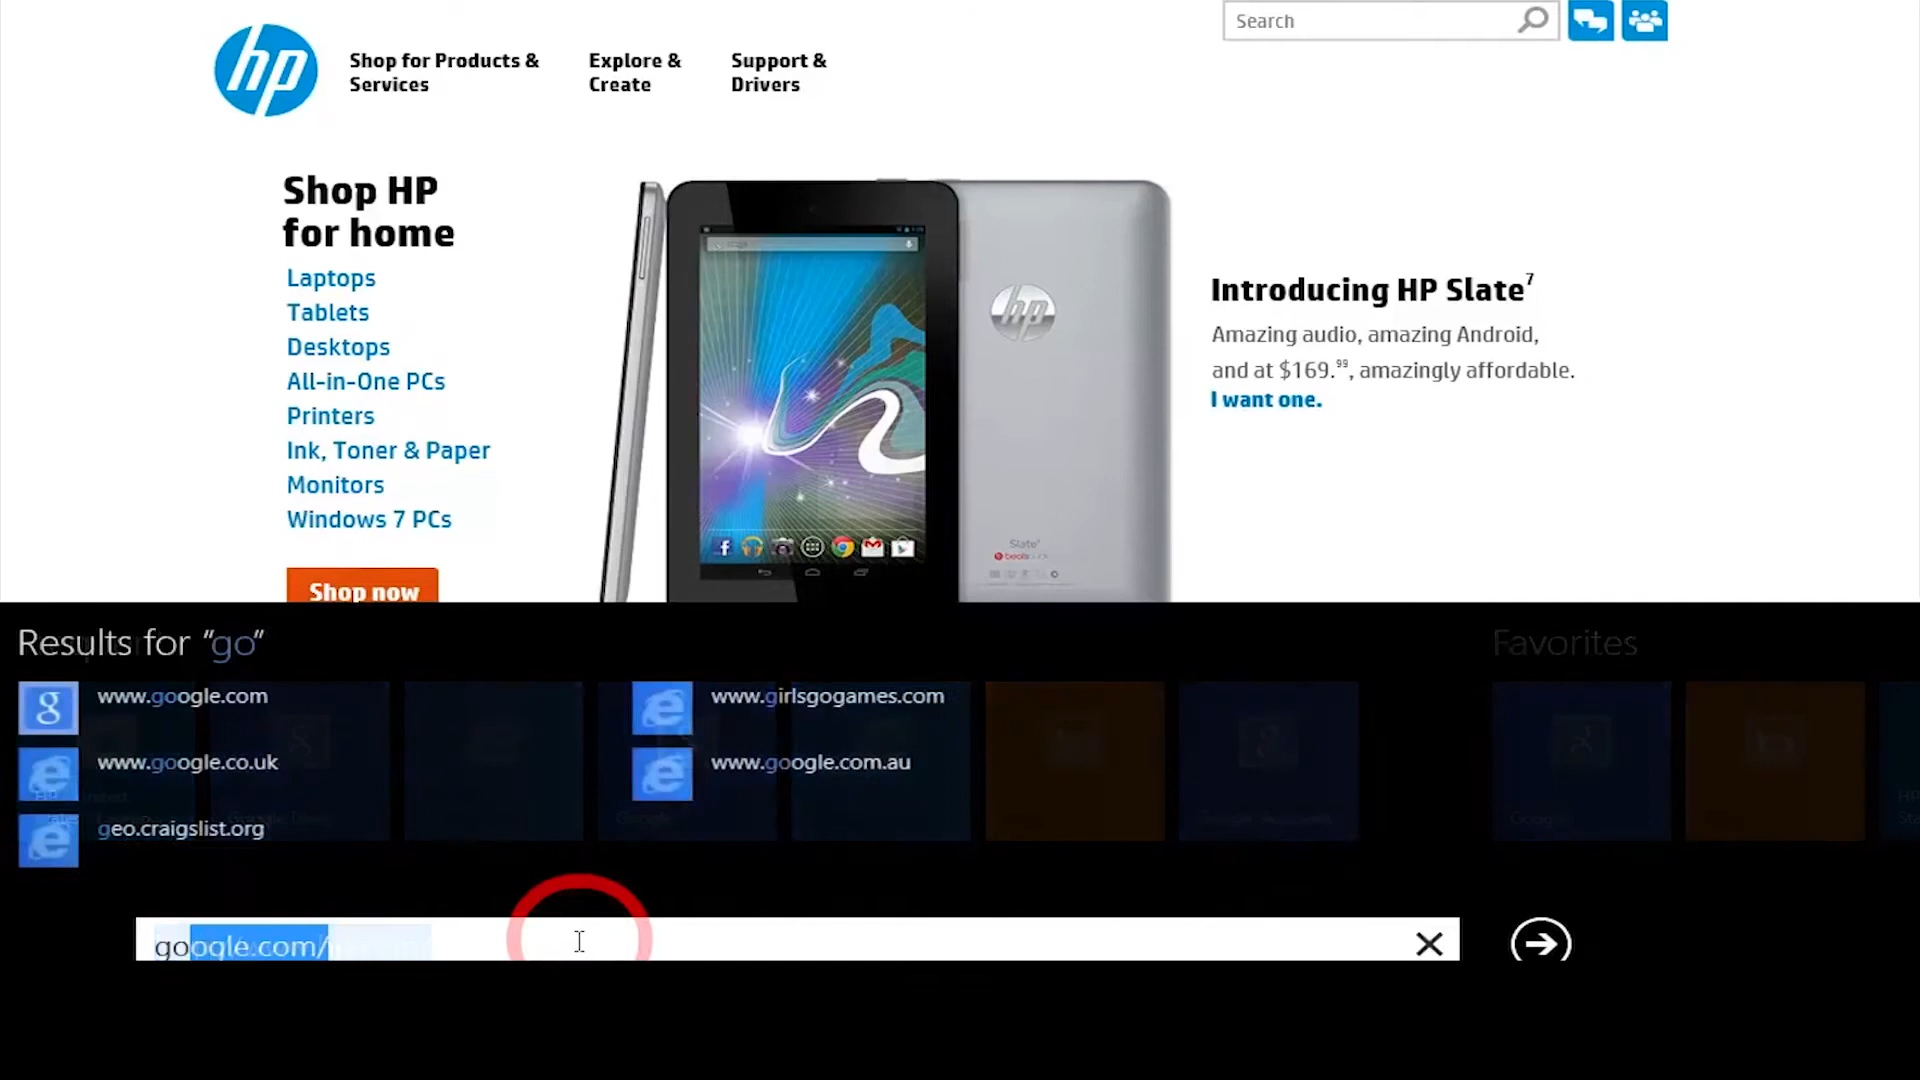 Search
hp
Shop for Products &
Services
Explore &
Create
Support &
Drivers
Shop HP
for home
Laptops
Tablets
Desktops
All-in-One PCs
Printers
Ink, Toner & Paper
Monitors
Windows 7 PCs
Shop now
hp
Slate7
Introducing HP Slate7
Amazing audio, amazing Android,
and at $169.99, amazingly affordable.
I want one.
Results for "go"
Favorites
www.google.com
www.girlsgogames.com
www.google.co.uk
www.google.com.au
geo.craigslist.org
Google
google.com/